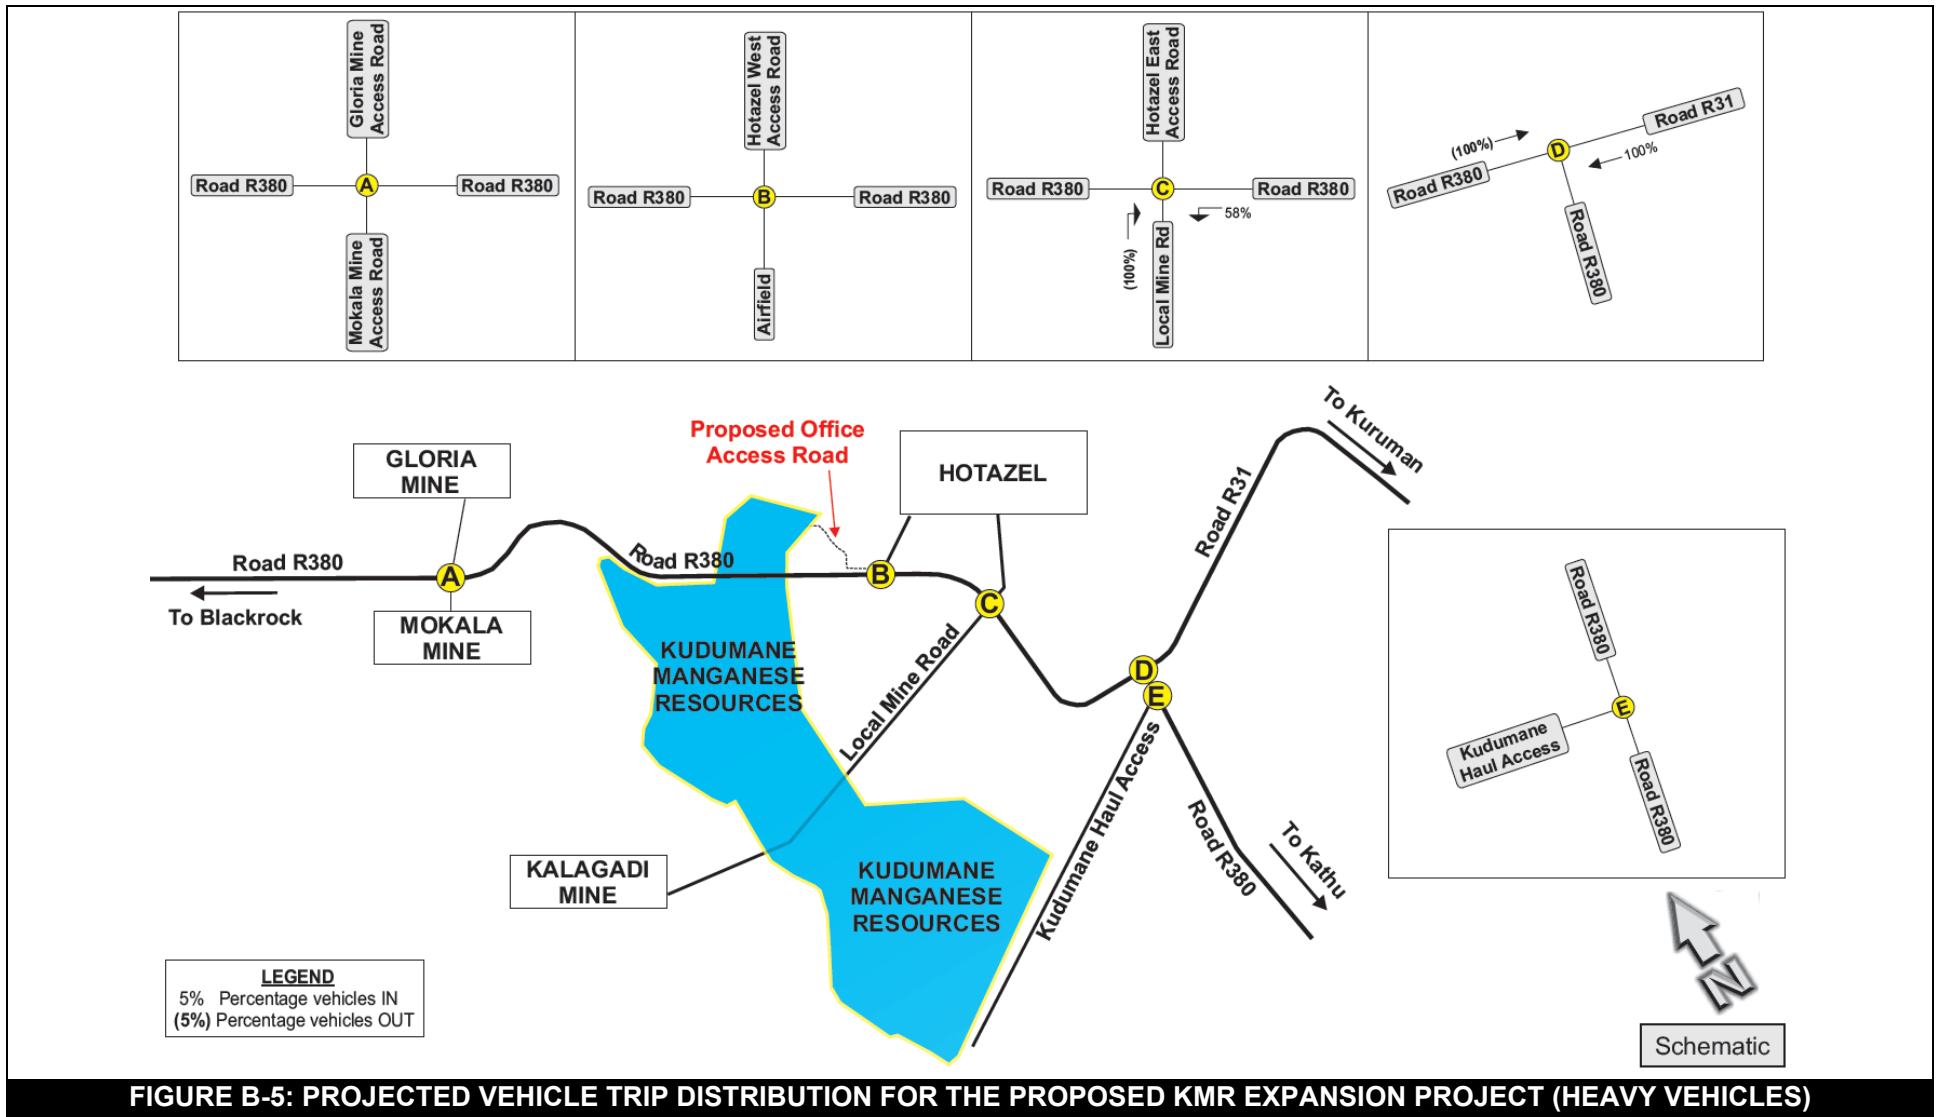 Gloria Mine
Access Road
Road R380
A
Road R380
Mokala Mine
Access Road
Hotazel West
Access Road
Road R380
B
Road R380
Airfield
Hotazel East
Access Road
Road R380
C
Road R380
58%
(100%)
Local Mine Rd
Road R31
(100%)
D
100%
Road R380
Road R380
To Kuruman
Proposed Office
Access Road
GLORIA
MINE
HOTAZEL
Road R31
Road R380
Road R380
A
B
To Blackrock
C
MOKALA
MINE
KUDUMANE
MANGANESE
RESOURCES
Local Mine Road
D
E
Road R380
E
Kudumane
Haul Access
Road R380
Kudumane Haul Access
Road R380
To Kathu
KALAGADI
MINE
KUDUMANE
MANGANESE
RESOURCES
LEGEND
5% Percentage vehicles IN
(5%) Percentage vehicles OUT
N
Schematic
FIGURE B-5: PROJECTED VEHICLE TRIP DISTRIBUTION FOR THE PROPOSED KMR EXPANSION PROJECT (HEAVY VEHICLES)